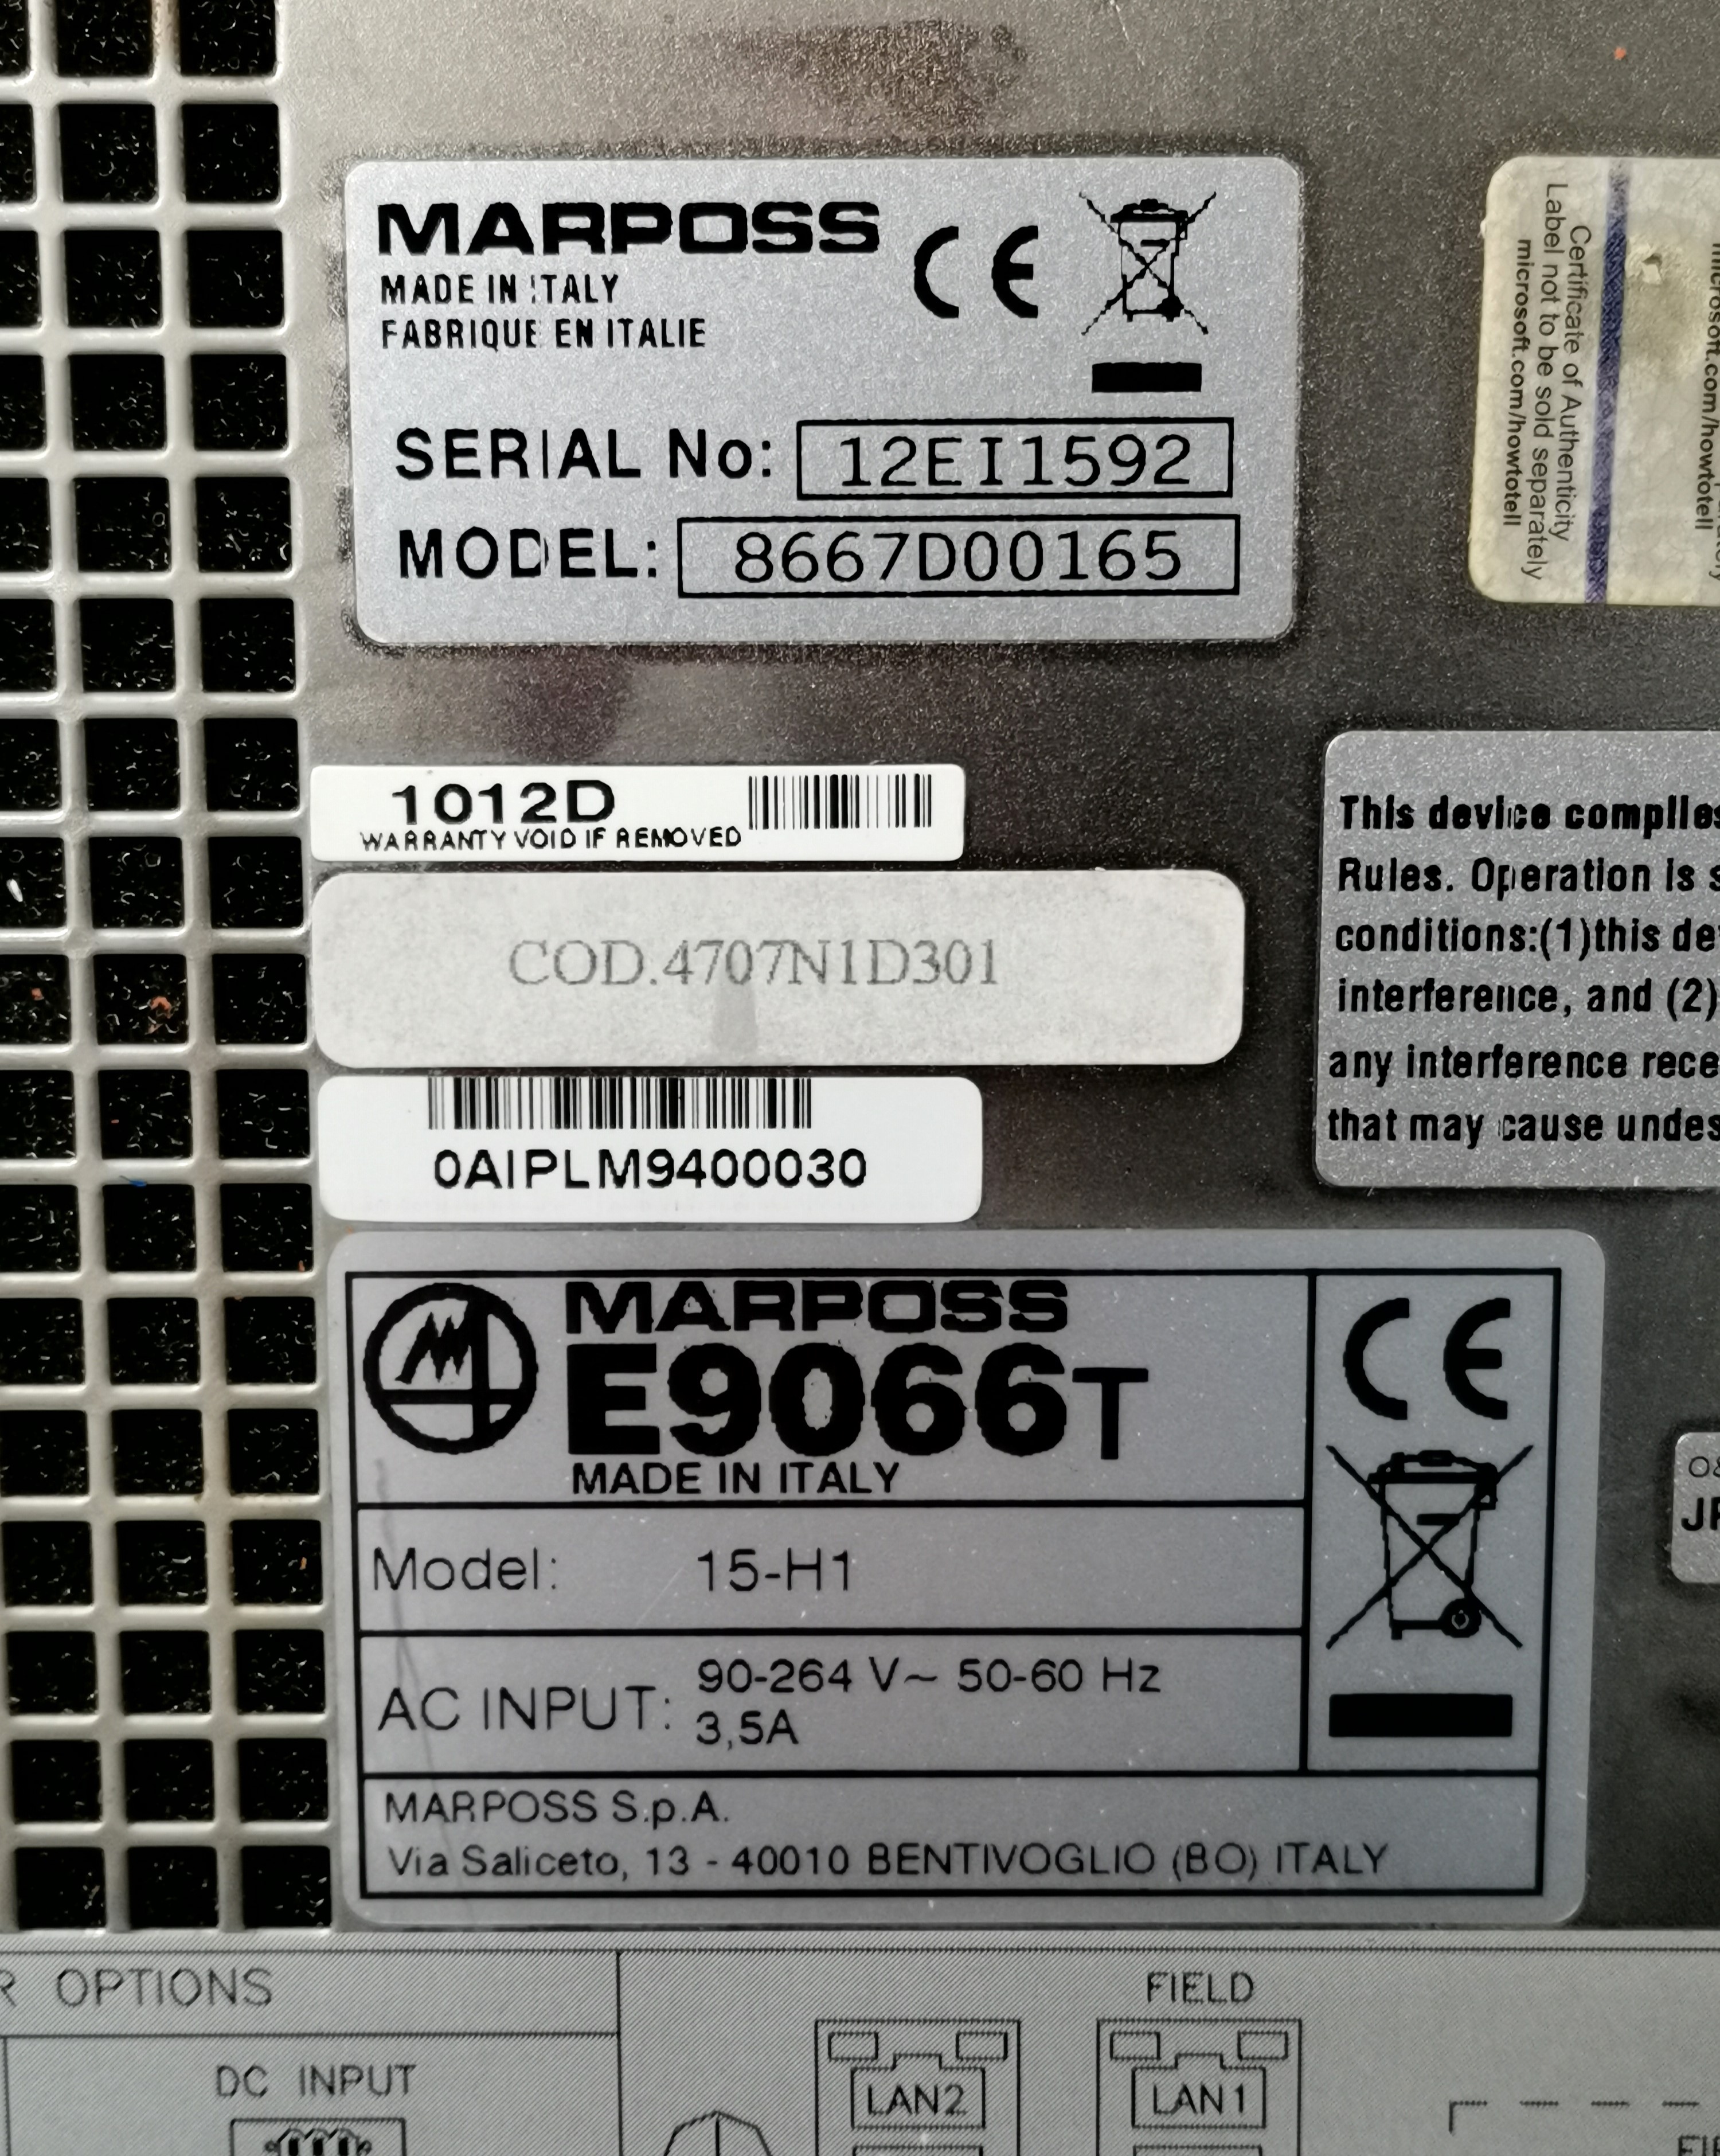 MARPOSS
MADE IN ITALY
FABRIQUE EN ITALIE
CE
SERIAL No: 12EI1592
MODEL: 8667D00165
Certificate of Authenticity
Label not to be sold separately
microsoft.com/howtotell
microsoft.com/howtotell
1012D
WARRANTY VOID IF REMOVED
COD.4707N1D301
0AIPLM9400030
This device complies
Rules. Operation is
conditions:(1)this
interference, and (2)
any interference
that may cause
MARPOSS
E9066T
MADE IN ITALY
CE
Model: 15-H1
AC INPUT: 90-264 V~ 50-60 Hz
3,5A
MARPOSS S.p.A.
Via Saliceto, 13 - 40010 BENTIVOGLIO (BO) ITALY
OPTIONS
FIELD
DC INPUT
LAN2
LAN1